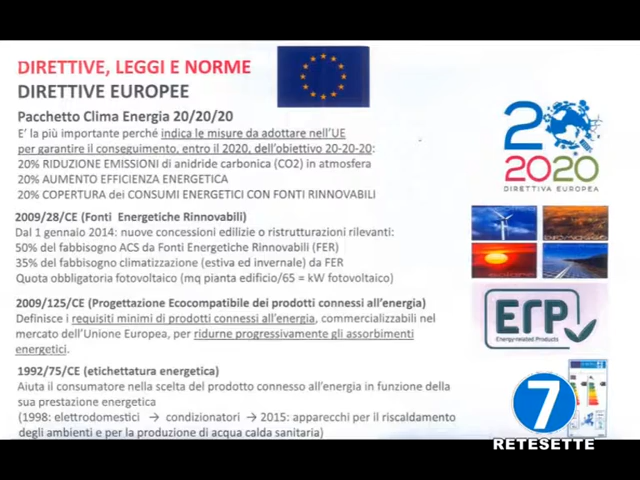 DIRETTIVE, LEGGI E NORME
DIRETTIVE EUROPEE
Pacchetto Clima Energia 20/20/20
E' la più importante perché indica le misure da adottare nell'UE
per garantire il conseguimento, entro il 2020, dell'obiettivo 20-20-20:
20% RIDUZIONE EMISSIONI di anidride carbonica (CO2) in atmosfera
20% AUMENTO EFFICIENZA ENERGETICA
20% COPERTURA dei CONSUMI ENERGETICI CON FONTI RINNOVABILI
2009/28/CE (Fonti Energetiche Rinnovabili)
Dal 1 gennaio 2014: nuove concessioni edilizie o ristrutturazioni rilevanti:
50% del fabbisogno ACS da Fonti Energetiche Rinnovabili (FER)
35% del fabbisogno climatizzazione (estiva ed invernale) da FER
Quota obbligatoria fotovoltaico (mq pianta edificio/65 = kW fotovoltaico)
2009/125/CE (Progettazione Ecocompatibile dei prodotti connessi all'energia)
Definisce i requisiti minimi di prodotti connessi all'energia, commercializzabili nel
mercato dell'Unione Europea, per ridurne progressivamente gli assorbimenti
energetici.
1992/75/CE (etichettatura energetica)
Aiuta il consumatore nella scelta del prodotto connesso all'energia in funzione della
sua prestazione energetica
(1998: elettrodomestici → condizionatori → 2015: apparecchi per il riscaldamento
degli ambienti e per la produzione di acqua calda sanitaria)
2020
DIRETTIVA EUROPEA
ErP
Energy-related Products
7
RETESETTE